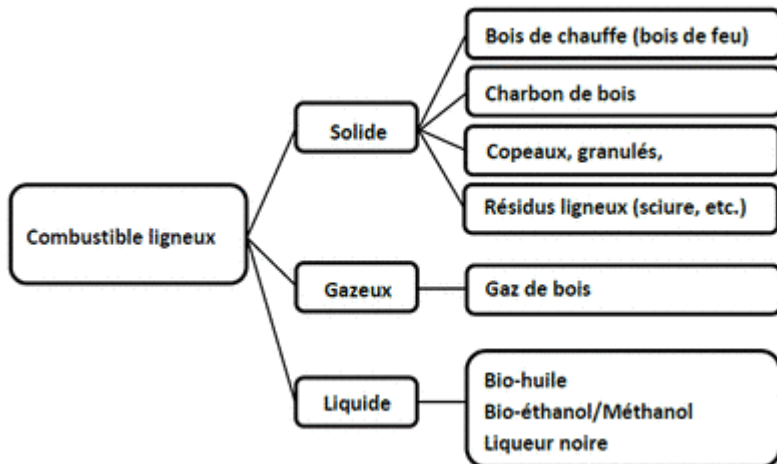 Combustible ligneux
Solide
Bois de chauffe (bois de feu)
Charbon de bois
Copeaux, granulés,
Résidus ligneux (sciure, etc.)
Gazeux
Gaz de bois
Liquide
Bio-huile
Bio-éthanol/Méthanol
Liqueur noire